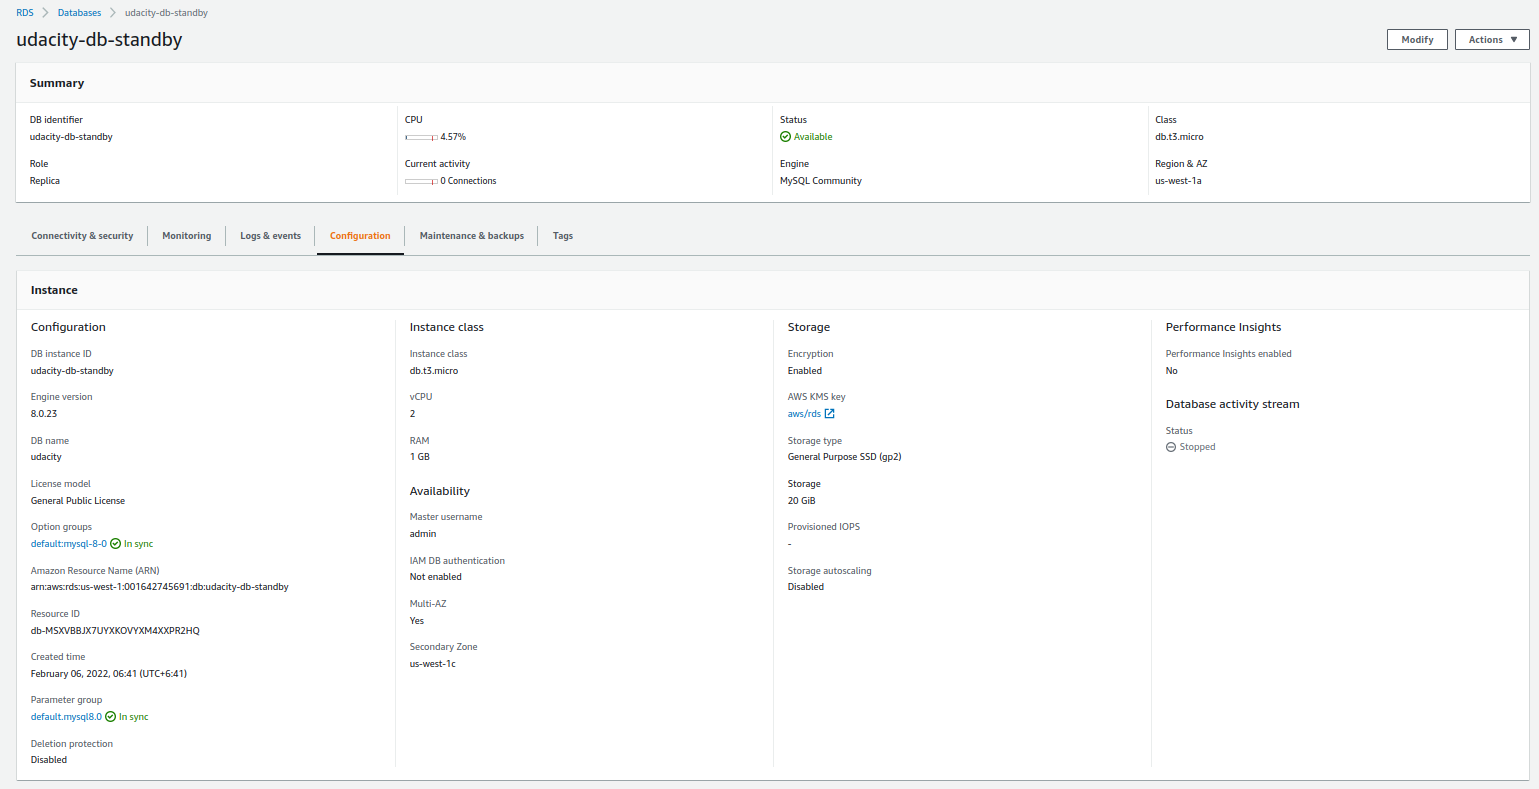 RDS > Databases > udacity-db-standby
udacity-db-standby
Modify
Actions
Summary
DB identifier
udacity-db-standby
Role
Replica
CPU
4.57%
Current activity
0 Connections
Status
Available
Engine
MySQL Community
Class
db.t3.micro
Region & AZ
us-west-1a
Connectivity & security
Monitoring
Logs & events
Configuration
Maintenance & backups
Tags
Instance
Configuration
DB instance ID
udacity-db-standby
Engine version
8.0.23
DB name
udacity
License model
General Public License
Option groups
default:mysql-8-0 In sync
Amazon Resource Name (ARN)
arn:aws:rds:us-west-1:001642745691:db:udacity-db-standby
Resource ID
db-MSXVBBJX7UYXKOVYXM4XXPR2HQ
Created time
February 06, 2022, 06:41 (UTC+6:41)
Parameter group
default.mysql8.0 In sync
Deletion protection
Disabled
Instance class
Instance class
db.t3.micro
vCPU
2
RAM
1 GB
Availability
Master username
admin
IAM DB authentication
Not enabled
Multi-AZ
Yes
Secondary Zone
us-west-1c
Storage
Encryption
Enabled
AWS KMS key
aws/rds
Storage type
General Purpose SSD (gp2)
Storage
20 GiB
Provisioned IOPS
-
Storage autoscaling
Disabled
Performance Insights
Performance Insights enabled
No
Database activity stream
Status
Stopped